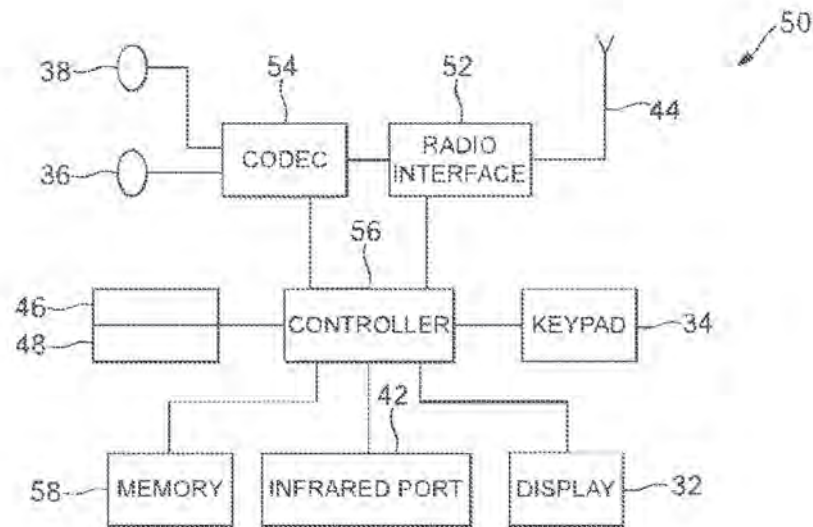 50
38
54
52
44
CODEC
RADIO
INTERFACE
36
56
46
48
CONTROLLER
KEYPAD
34
42
58
MEMORY
INFRARED PORT
DISPLAY
32